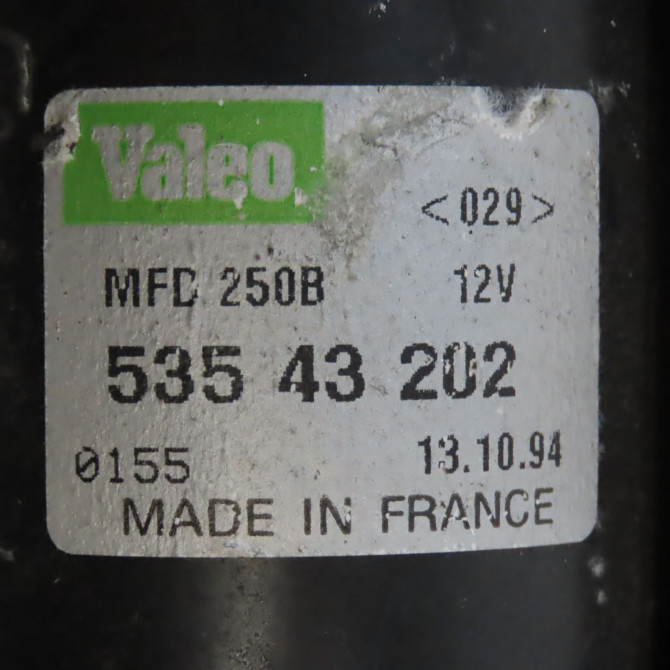 Valeo
<029>
MFD 250B 12V
535 43 202
0155 13.10.94
MADE IN FRANCE